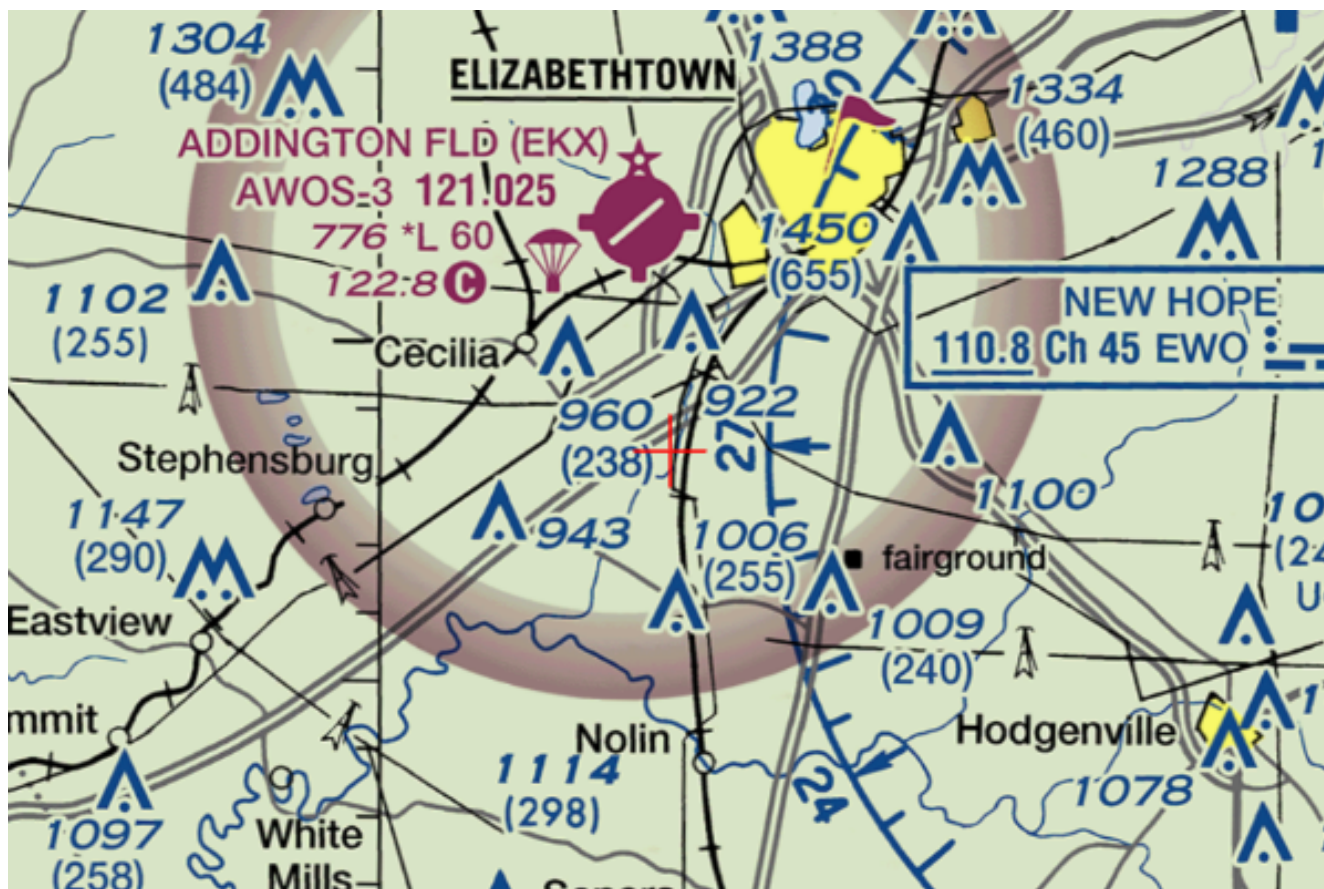 1304
(484)
ELIZABETHTOWN
1388
1334
(460)
ADDINGTON FLD (EKX)
AWOS-3 121.025
776 *L 60
122.8 C
1288
1450
(655)
1102
(255)
NEW HOPE
110.8 Ch 45 EWO
Cecilia
960
(238)
922
27
Stephensburg
1100
1147
(290)
943
1006
(255)
fairground
Eastview
1009
(240)
mmit
Nolin
Hodgenville
1114
(298)
24
1078
1097
(258)
White
Mills